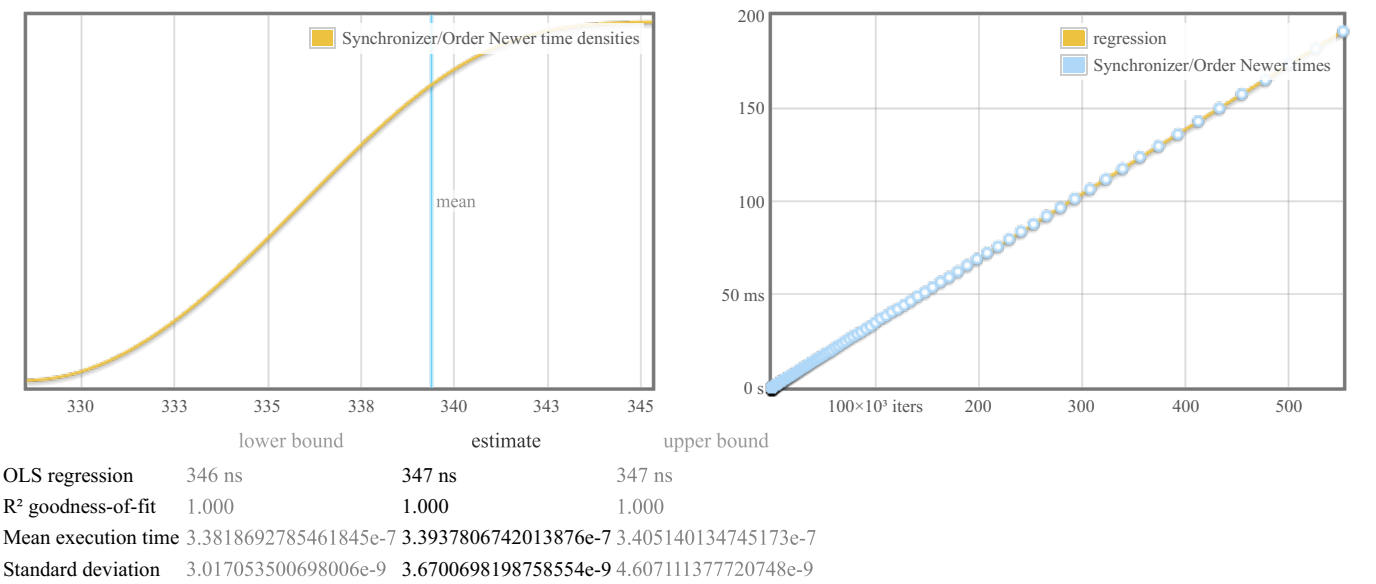 Synchronizer/Order Newer time densities
mean
330 333 335 338 340 343 345
200
regression
Synchronizer/Order Newer times
150
100
50 ms
0 s
100×10³ iters 200 300 400 500
lower bound estimate upper bound
OLS regression 346 ns 347 ns 347 ns
R² goodness-of-fit 1.000 1.000 1.000
Mean execution time 3.3818692785461845e-7 3.3937806742013876e-7 3.405140134745173e-7
Standard deviation 3.017053500698006e-9 3.6700698198758554e-9 4.607111377720748e-9